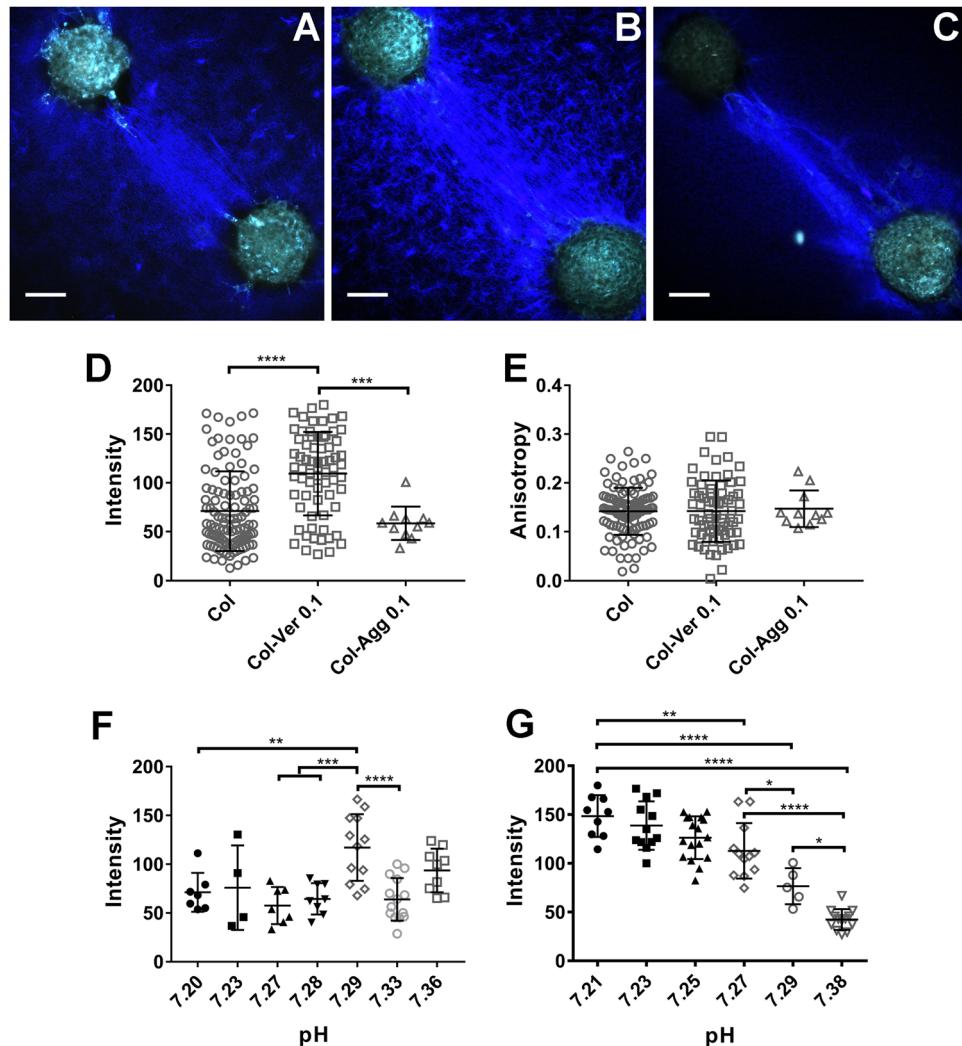 A
B
C
D
Intensity
200
150
100
50
0
****
***
Col
Col-Ver 0.1
Col-Agg 0.1
E
Anisotropy
0.4
0.3
0.2
0.1
0.0
Col
Col-Ver 0.1
Col-Agg 0.1
F
Intensity
200
150
100
50
0
**
***
****
7.20
7.23
7.27
7.28
7.29
7.33
7.36
pH
G
Intensity
200
150
100
50
0
**
****
****
*
****
*
7.21
7.23
7.25
7.27
7.29
7.38
pH